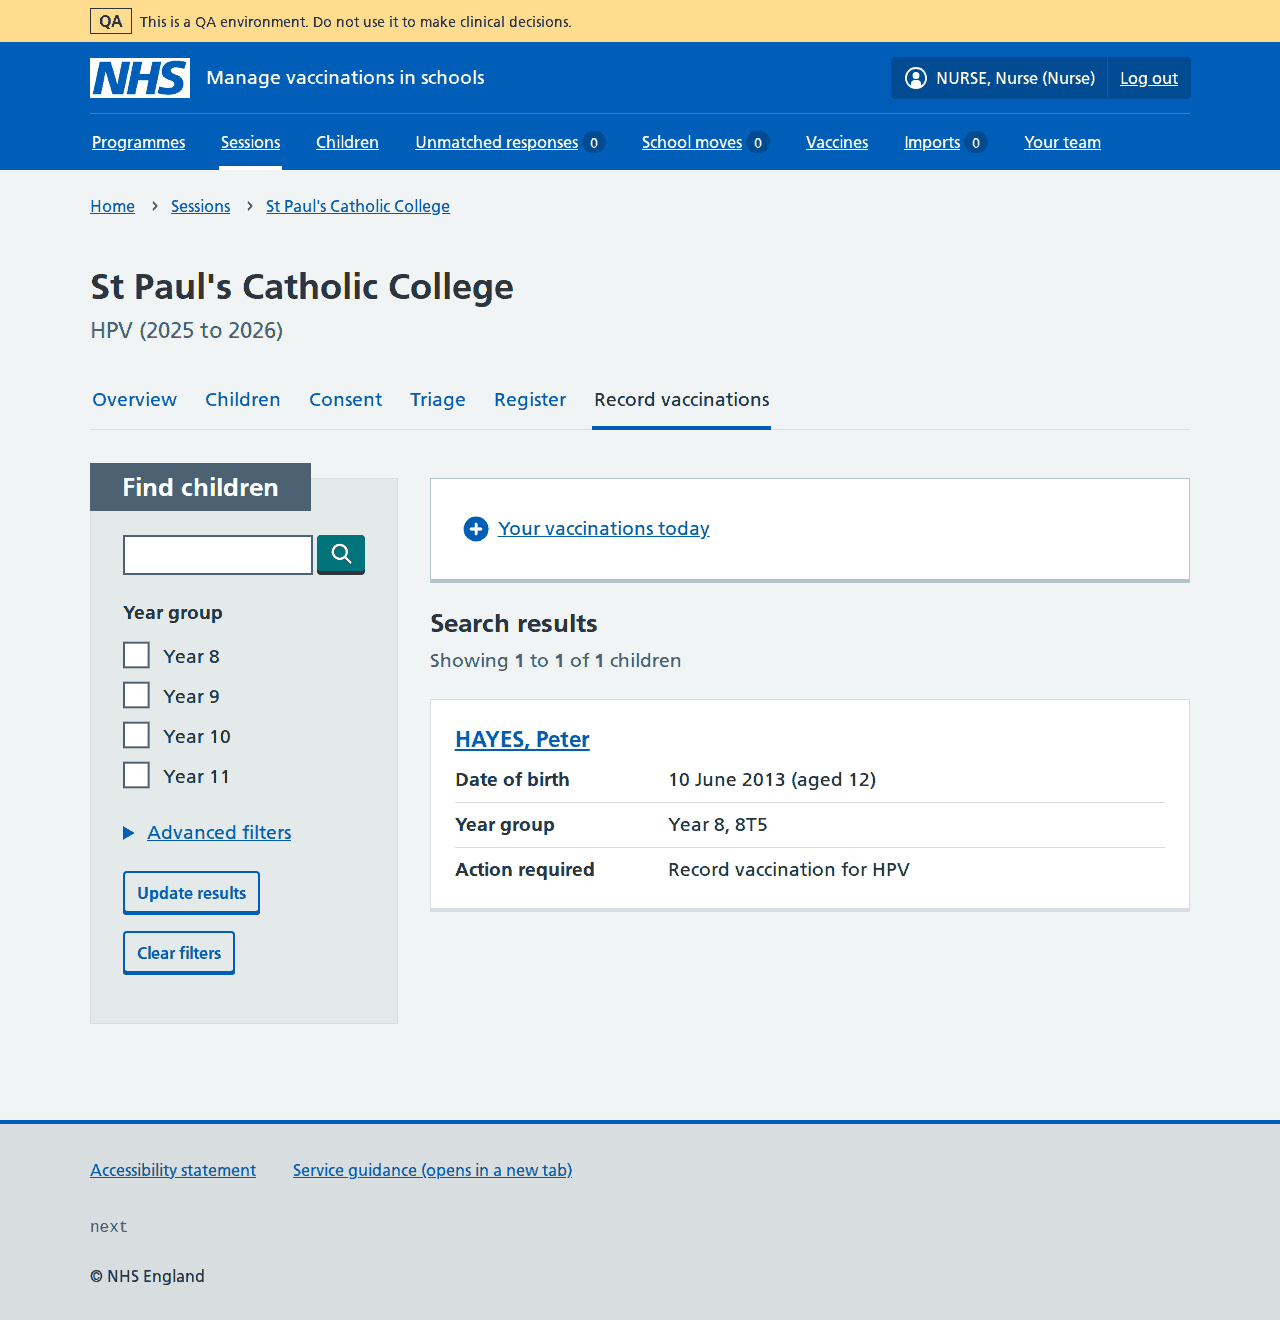 QA This is a QA environment. Do not use it to make clinical decisions.
NHS Manage vaccinations in schools NURSE, Nurse (Nurse) Log out
Programmes Sessions Children Unmatched responses 0 School moves 0 Vaccines Imports 0 Your team
Home Sessions St Paul's Catholic College
St Paul's Catholic College
HPV (2025 to 2026)
Overview Children Consent Triage Register Record vaccinations
Find children
Year group
Year 8
Year 9
Year 10
Year 11
Advanced filters
Update results
Clear filters
Your vaccinations today
Search results
Showing 1 to 1 of 1 children
HAYES, Peter
Date of birth 10 June 2013 (aged 12)
Year group Year 8, 8T5
Action required Record vaccination for HPV
Accessibility statement Service guidance (opens in a new tab)
next
© NHS England